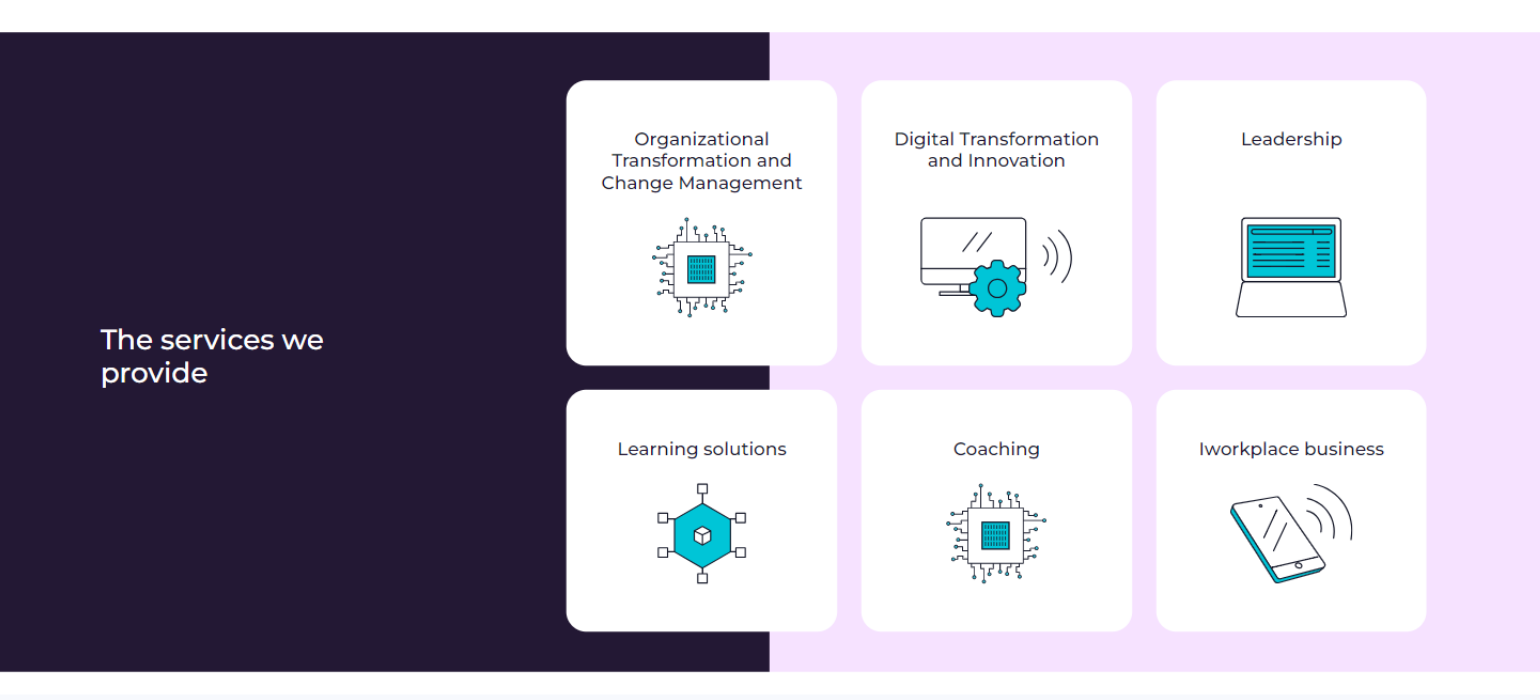 The services we
provide
Organizational
Transformation and
Change Management
Digital Transformation
and Innovation
Leadership
Learning solutions
Coaching
Iworkplace business